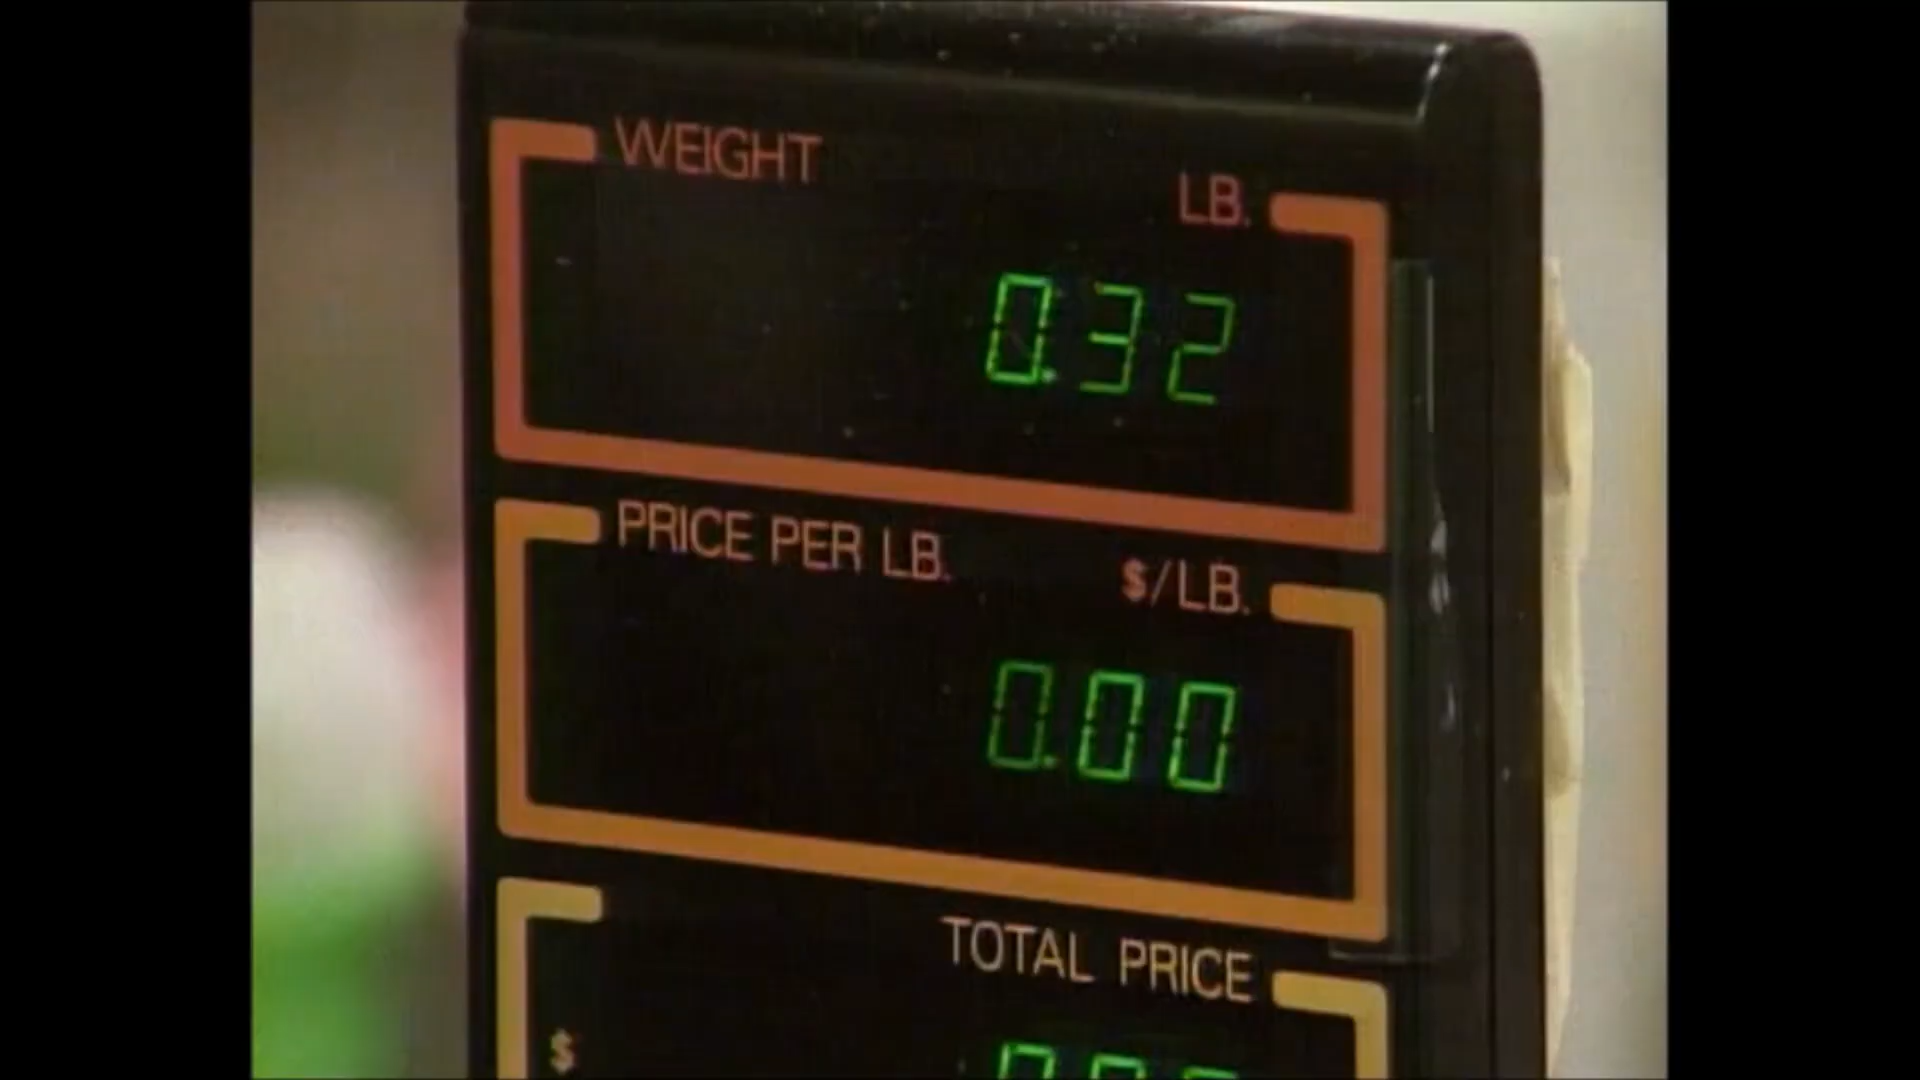 WEIGHT LB.
0.32
PRICE PER LB. $/LB.
0.00
TOTAL PRICE
$